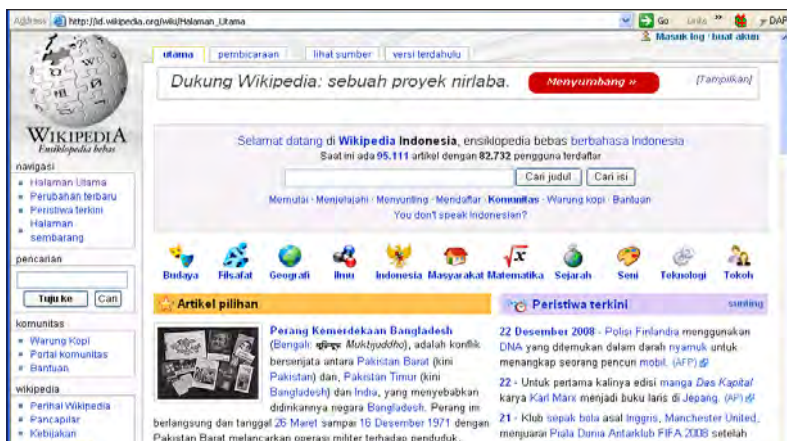 Address http://id.wikipedia.org/wiki/Halaman_Utama Go Links » DAP
Masuk log / buat akun
utama pembicaraan lihat sumber versi terdahulu
Dukung Wikipedia: sebuah proyek nirlaba. Menyumbang » [Tampilkan]
WIKIPEDIA
Ensiklopedia bebas
navigasi
Halaman Utama
Perubahan terbaru
Peristiwa terkini
Halaman
sembarang
pencarian
Tuju ke Cari
komunitas
Warung Kopi
Portal komunitas
Bantuan
wikipedia
Perihal Wikipedia
Pancapilar
Kebijakan
Selamat datang di Wikipedia Indonesia, ensiklopedia bebas berbahasa Indonesia
Saat ini ada 95.111 artikel dengan 82.732 pengguna terdaftar
Cari judul Cari isi
Memulai · Menjelajahi · Menyunting · Mendaftar · Komunitas · Warung kopi · Bantuan
You don't speak Indonesian?
Budaya Filsafat Geografi Ilmu Indonesia Masyarakat Matematika Sejarah Seni Teknologi Tokoh
Artikel pilihan
Perang Kemerdekaan Bangladesh
(Bengali: Muktijuddho), adalah konflik
bersenjata antara Pakistan Barat (kini
Pakistan) dan, Pakistan Timur (kini
Bangladesh) dan India, yang menyebabkan
didirikannya negara Bangladesh. Perang ini
berlangsung dari tanggal 26 Maret sampai 16 Desember 1971 dengan
Pakistan Barat melancarkan operasi militer terhadap penduduk,
Peristiwa terkini sunting
22 Desember 2008 - Polisi Finlandia menggunakan
DNA yang ditemukan dalam darah nyamuk untuk
menangkap seorang pencuri mobil. (AFP)
22 - Untuk pertama kalinya edisi manga Das Kapital
karya Karl Marx menjadi buku laris di Jepang. (AP)
21 - Klub sepak bola asal Inggris, Manchester United,
menjuarai Piala Dunia Antarklub FIFA 2008 setelah